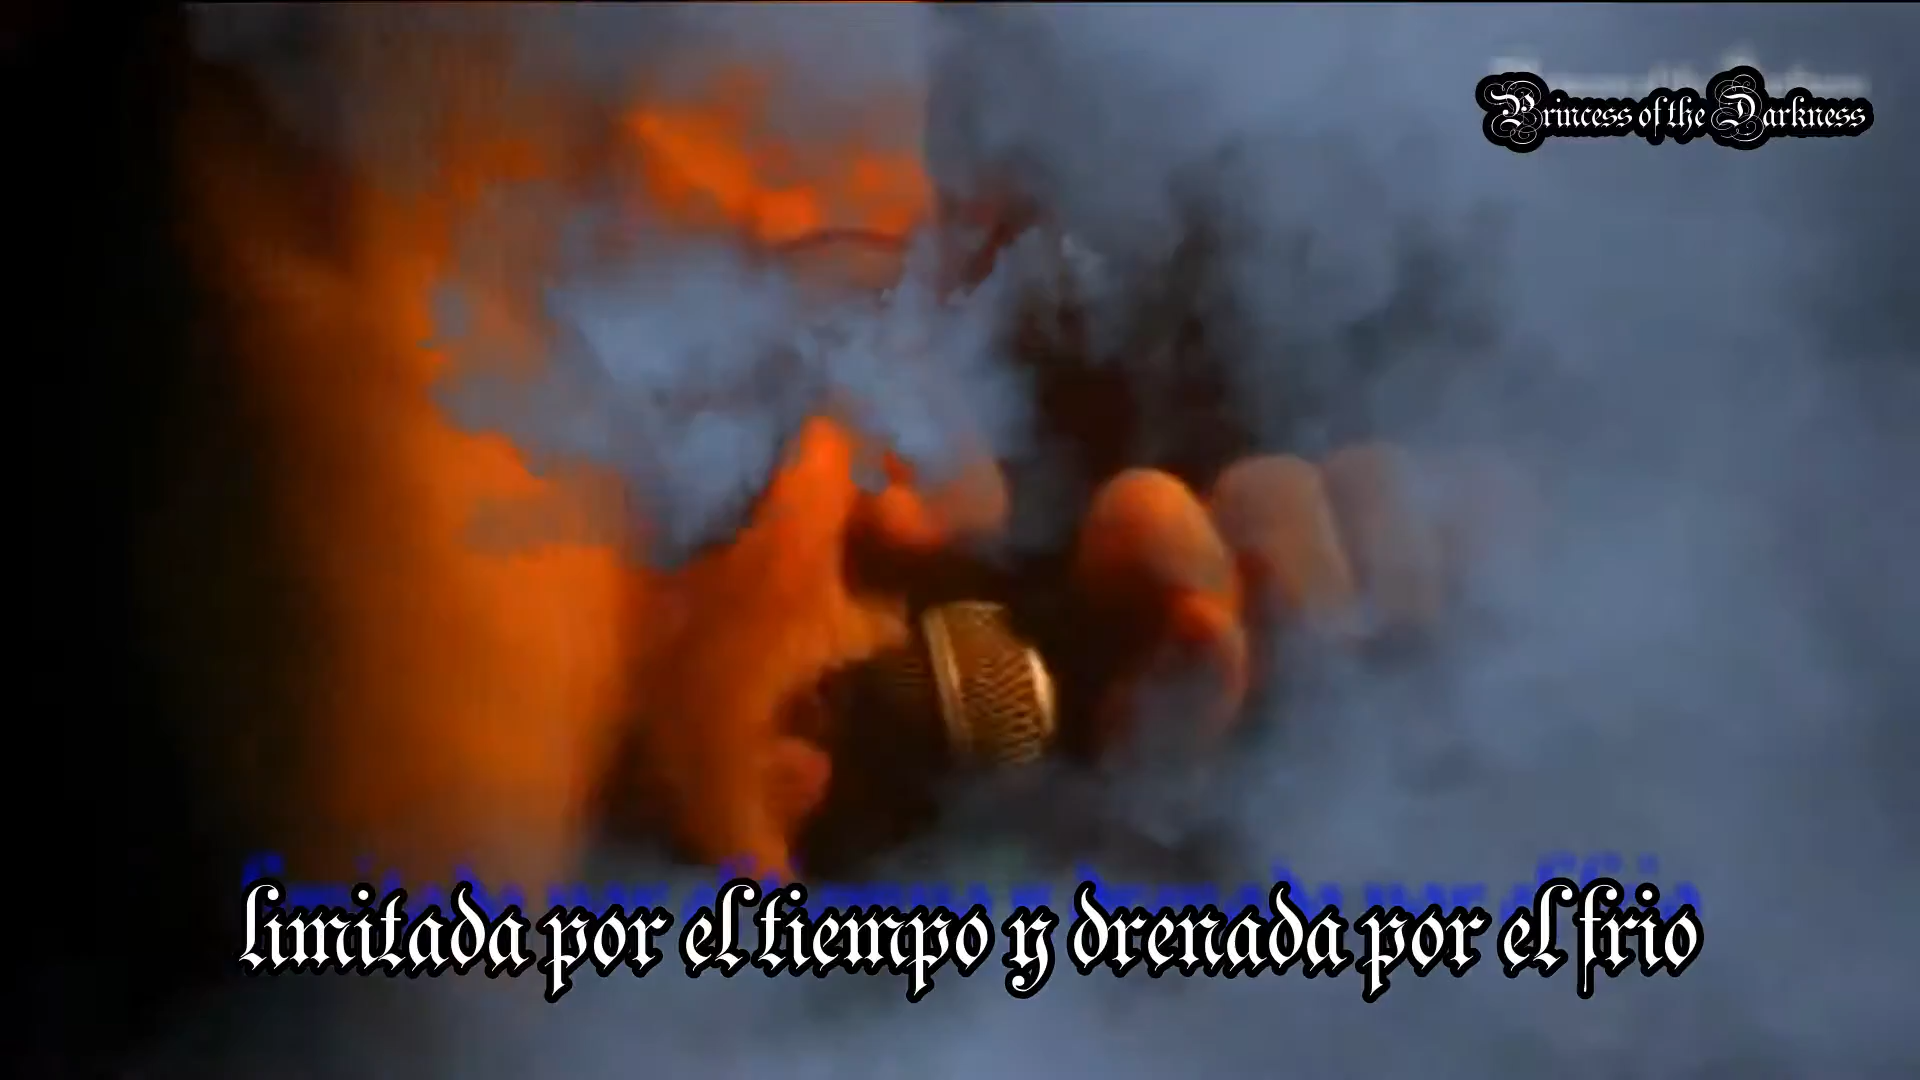 Princess of the Darkness
limitada por el tiempo y drenada por el frio